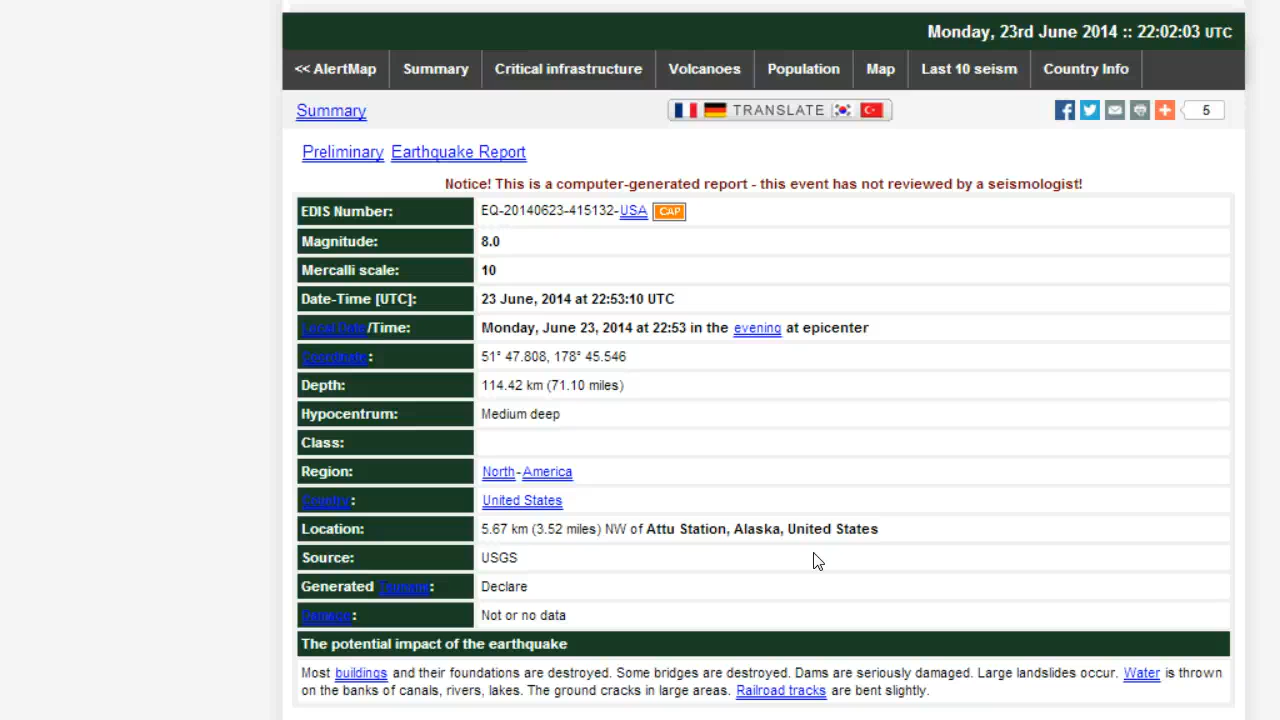 Monday, 23rd June 2014 :: 22:02:03 UTC
<< AlertMap Summary Critical infrastructure Volcanoes Population Map Last 10 seism Country Info
Summary TRANSLATE 5
Preliminary Earthquake Report
Notice! This is a computer-generated report - this event has not reviewed by a seismologist!
EDIS Number: EQ-20140623-415132-USA CAP
Magnitude: 8.0
Mercalli scale: 10
Date-Time [UTC]: 23 June, 2014 at 22:53:10 UTC
Local Date/Time: Monday, June 23, 2014 at 22:53 in the evening at epicenter
Coordinate: 51° 47.808, 178° 45.546
Depth: 114.42 km (71.10 miles)
Hypocentrum: Medium deep
Class:
Region: North-America
Country: United States
Location: 5.67 km (3.52 miles) NW of Attu Station, Alaska, United States
Source: USGS
Generated Tsunami: Declare
Damage: Not or no data
The potential impact of the earthquake
Most buildings and their foundations are destroyed. Some bridges are destroyed. Dams are seriously damaged. Large landslides occur. Water is thrown
on the banks of canals, rivers, lakes. The ground cracks in large areas. Railroad tracks are bent slightly.